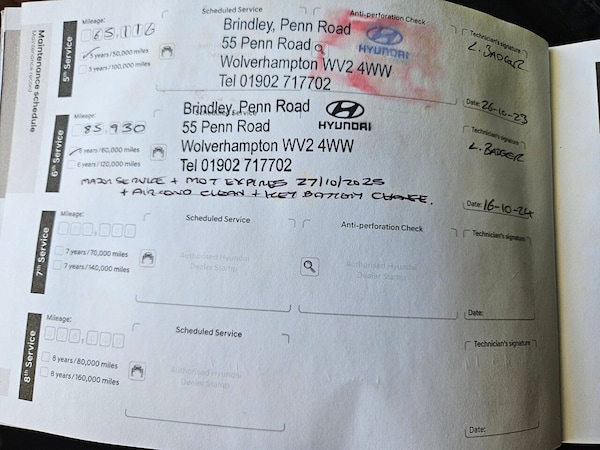 Maintenance schedule
Maintenance record
5th Service
Mileage:
65,116
5 years/50,000 miles
5 years/100,000 miles
Scheduled Service
Brindley, Penn Road
55 Penn Road
Wolverhampton WV2 4WW
Tel 01902 717702
Anti-perforation Check
HYUNDAI
Technician's signature
L. BADGER
Date: 26-10-23
6th Service
Mileage:
85,930
6 years/60,000 miles
6 years/120,000 miles
Scheduled Service
Brindley, Penn Road
55 Penn Road
Wolverhampton WV2 4WW
Tel 01902 717702
HYUNDAI
Technician's signature
L. BADGER
Date: 16-10-24
MAJOR SERVICE + MOT EXPIRES 27/10/2025
+ AIRCOND CLEAN + KEY BATTERY CHANGE.
7th Service
Mileage:
7 years/70,000 miles
7 years/140,000 miles
Scheduled Service
Authorised Hyundai
Dealer Stamp
Anti-perforation Check
Authorised Hyundai
Dealer Stamp
Technician's signature
Date:
8th Service
Mileage:
8 years/80,000 miles
8 years/160,000 miles
Scheduled Service
Authorised Hyundai
Dealer Stamp
Technician's signature
Date: